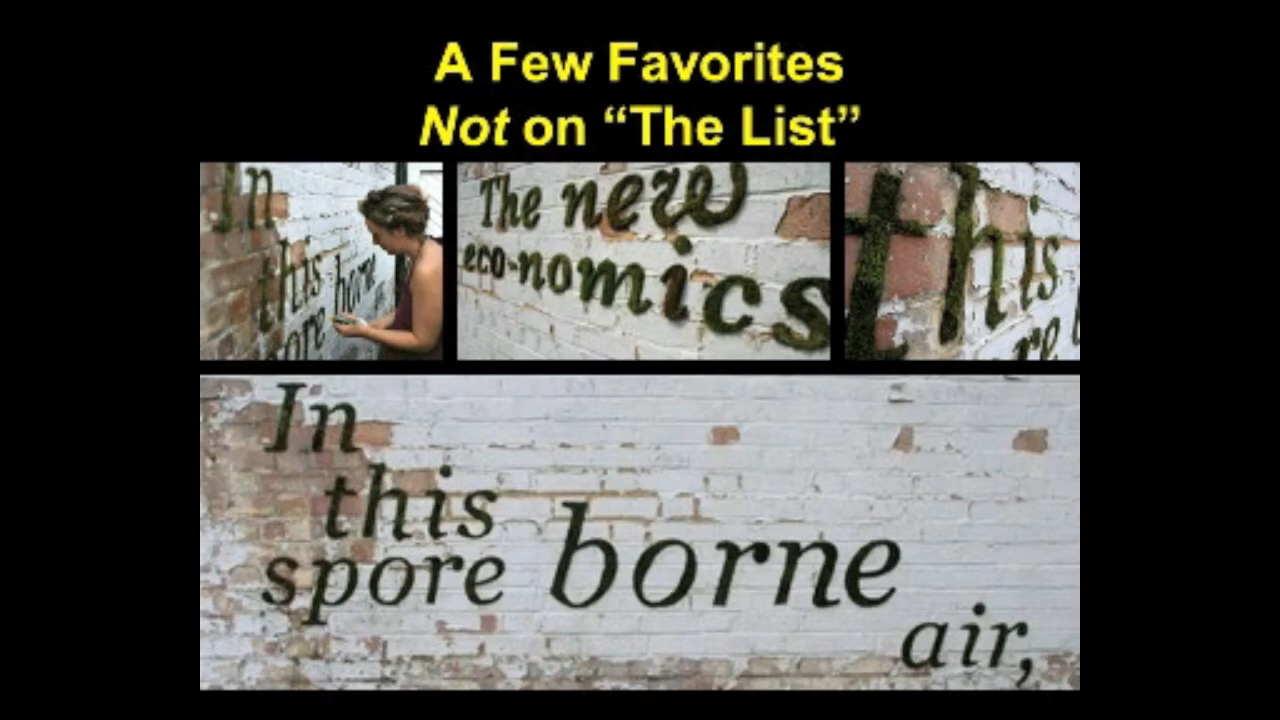 A Few Favorites
Not on “The List”
In
this borne
spore
The new
eco-nomics
this
re
In
this
spore borne
air,